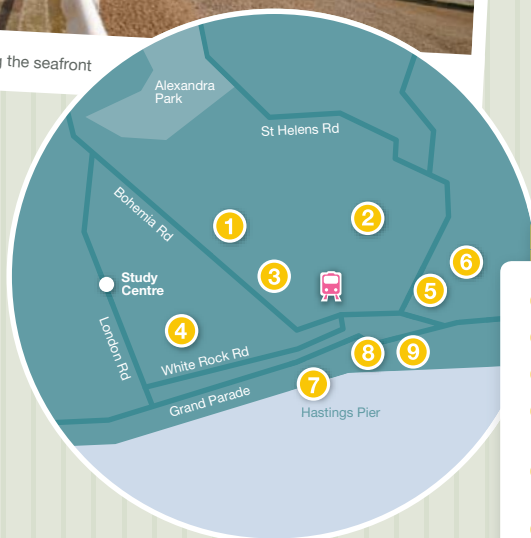 the seafront
Alexandra
Park
St Helens Rd
Bohemia Rd
1
2
3
6
5
Study
Centre
4
London Rd
White Rock Rd
8
9
7
Grand Parade
Hastings Pier